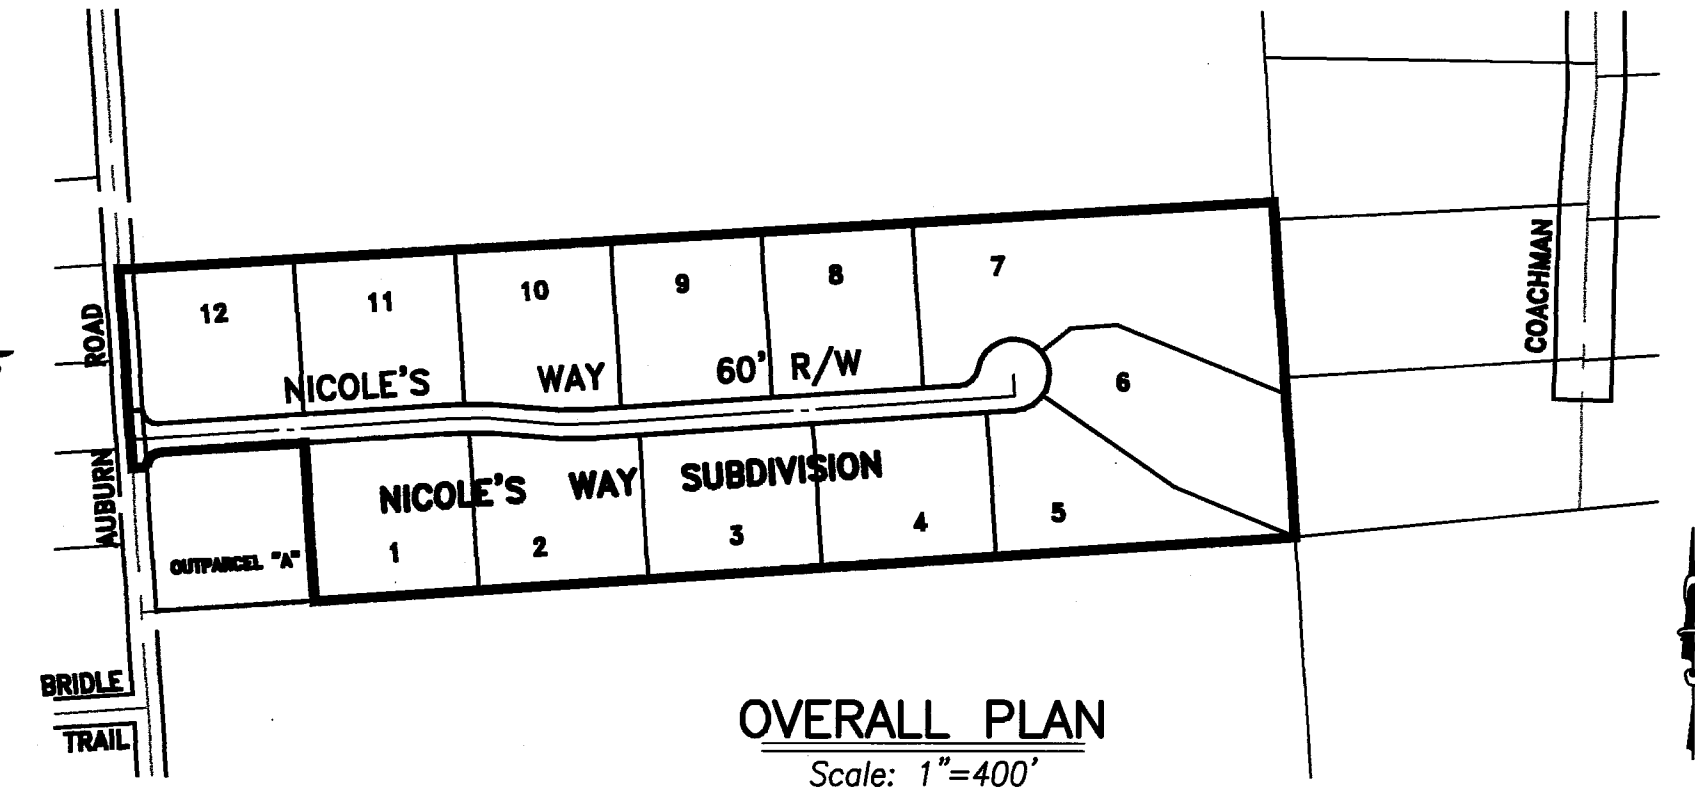 12
11
10
9
8
7
NICOLE'S WAY 60' R/W
6
NICOLE'S WAY SUBDIVISION
1
2
3
4
5
OUTPARCEL "A"
AUBURN ROAD
COACHMAN
BRIDLE
TRAIL
OVERALL PLAN
Scale: 1"=400'